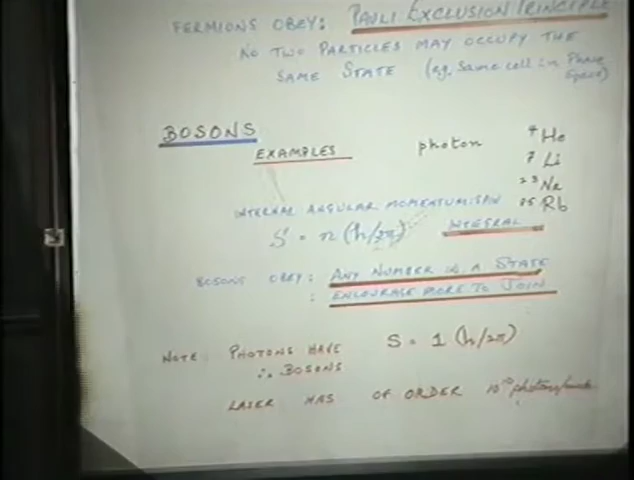 FERMIONS OBEY: PAULI EXCLUSION PRINCIPLE
NO TWO PARTICLES MAY OCCUPY THE
SAME STATE (eg. same cell in Phase Space)
BOSONS
EXAMPLES photon ⁴He
⁷Li
²³Na
⁸⁵Rb
INTERNAL ANGULAR MOMENTUM: SPIN
S = n (h/2π) INTEGRAL
BOSONS OBEY: ANY NUMBER IN A STATE
: ENCOURAGE MORE TO JOIN
NOTE: PHOTONS HAVE S = 1 (h/2π)
∴ BOSONS
LASER HAS OF ORDER photons/